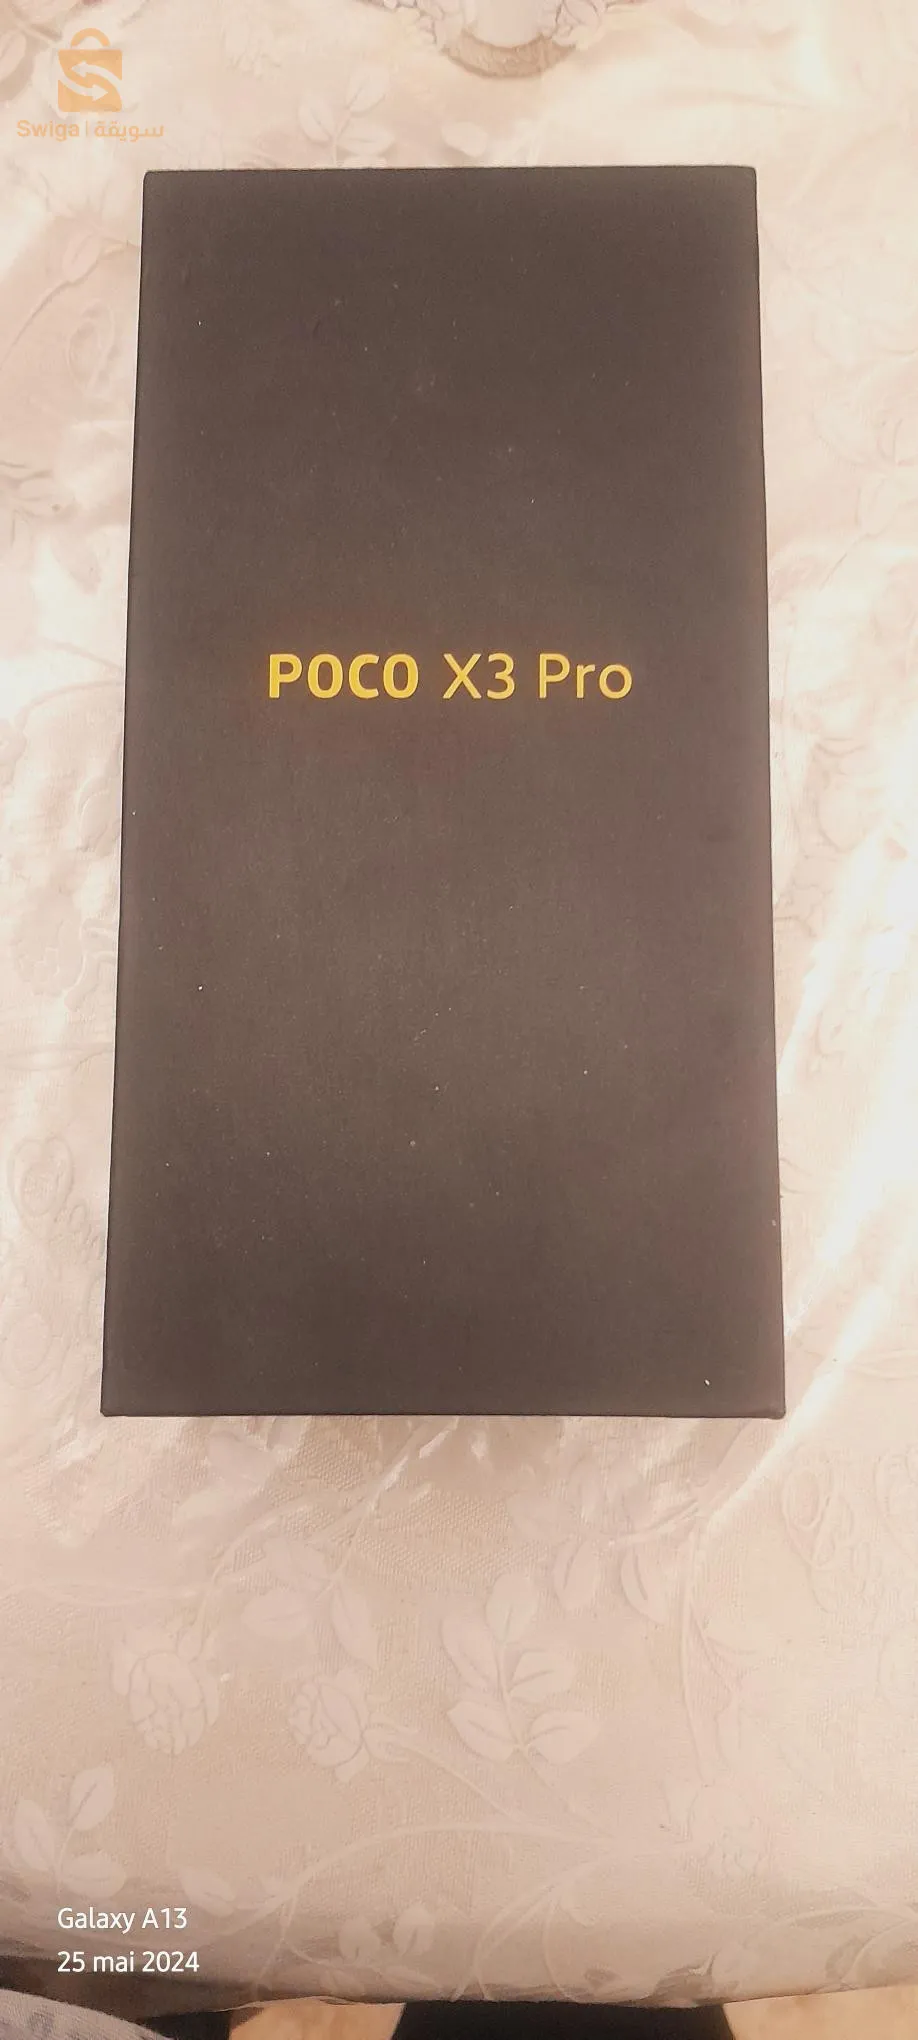 Swiga | سويقة
POCO X3 Pro
Galaxy A13
25 mai 2024